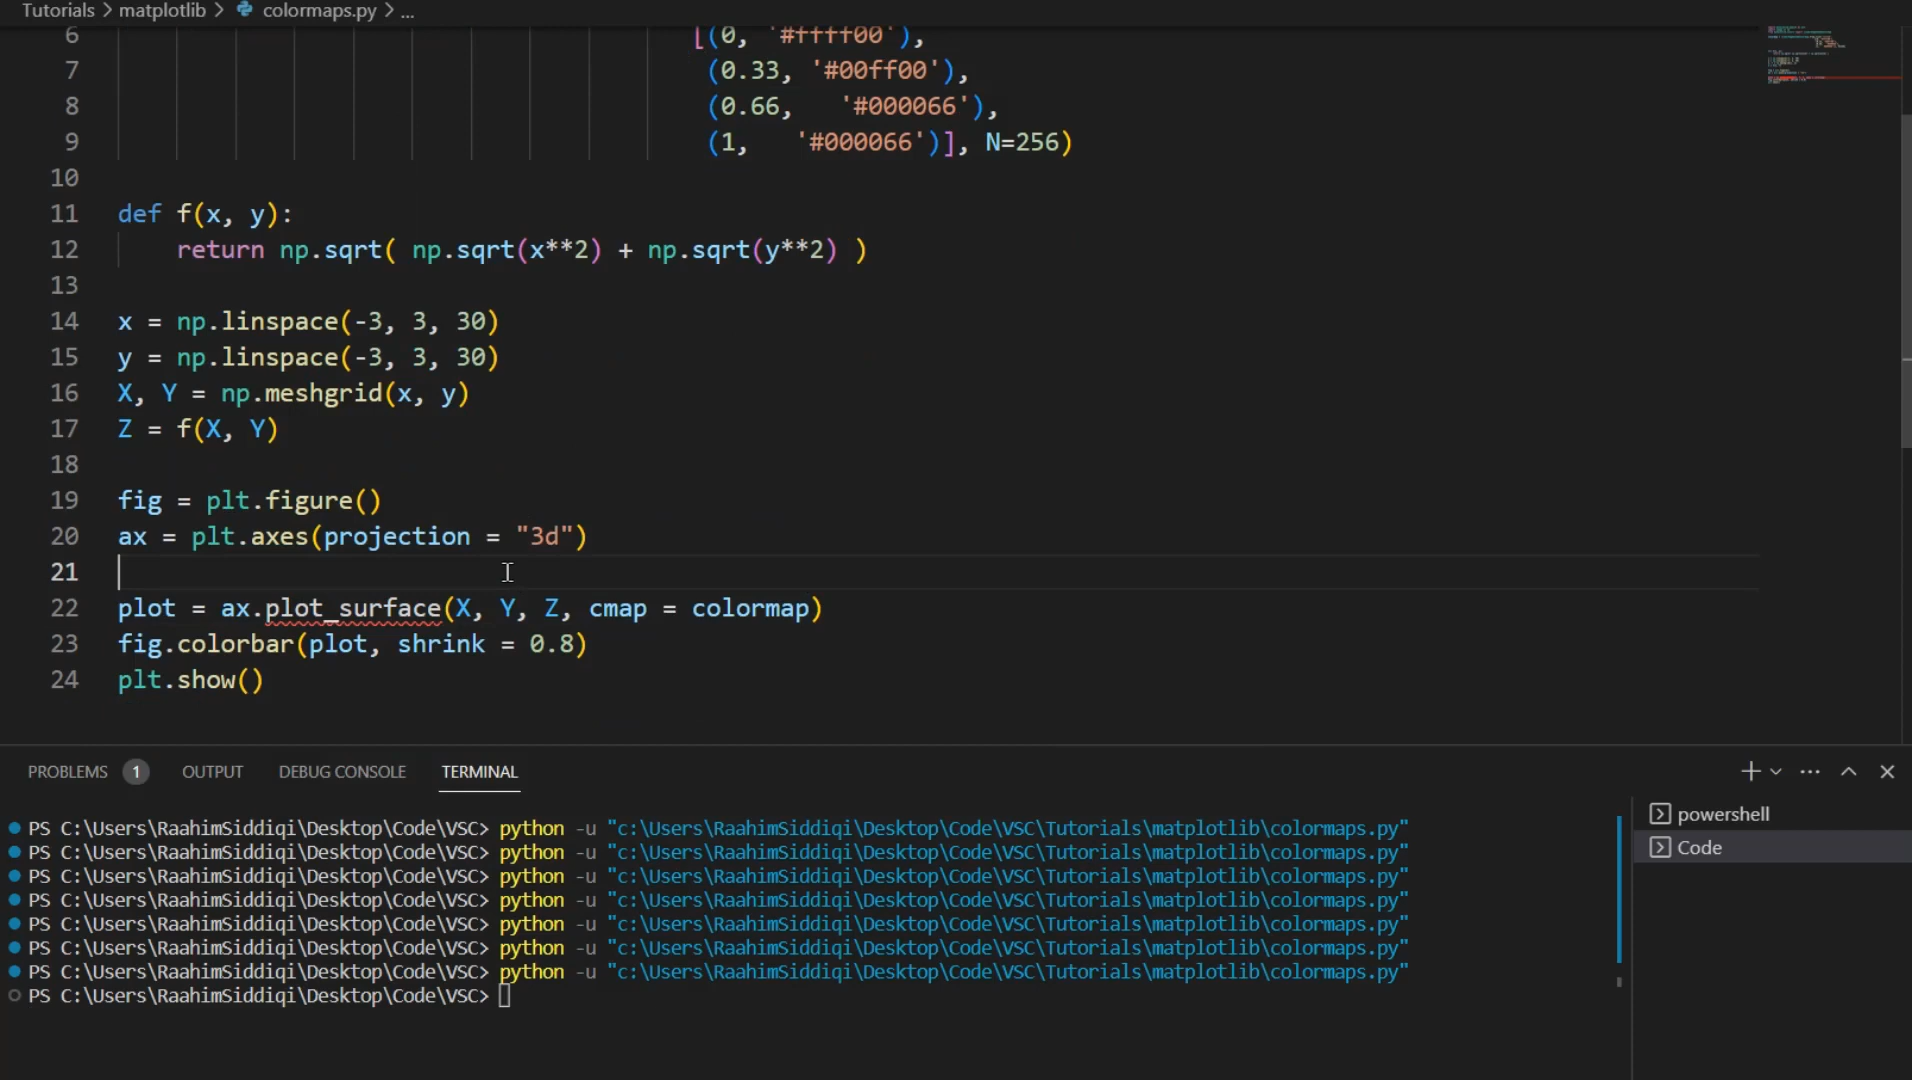 Tutorials > matplotlib > colormaps.py > ...
6 [(0, '#ffff00'),
7 (0.33, '#00ff00'),
8 (0.66, '#000066'),
9 (1, '#000066')], N=256)
10
11 def f(x, y):
12 return np.sqrt( np.sqrt(x**2) + np.sqrt(y**2) )
13
14 x = np.linspace(-3, 3, 30)
15 y = np.linspace(-3, 3, 30)
16 X, Y = np.meshgrid(x, y)
17 Z = f(X, Y)
18
19 fig = plt.figure()
20 ax = plt.axes(projection = "3d")
21
22 plot = ax.plot_surface(X, Y, Z, cmap = colormap)
23 fig.colorbar(plot, shrink = 0.8)
24 plt.show()
PROBLEMS 1 OUTPUT DEBUG CONSOLE TERMINAL
PS C:\Users\RaahimSiddiqi\Desktop\Code\VSC> python -u "c:\Users\RaahimSiddiqi\Desktop\Code\VSC\Tutorials\matplotlib\colormaps.py"
PS C:\Users\RaahimSiddiqi\Desktop\Code\VSC> python -u "c:\Users\RaahimSiddiqi\Desktop\Code\VSC\Tutorials\matplotlib\colormaps.py"
PS C:\Users\RaahimSiddiqi\Desktop\Code\VSC> python -u "c:\Users\RaahimSiddiqi\Desktop\Code\VSC\Tutorials\matplotlib\colormaps.py"
PS C:\Users\RaahimSiddiqi\Desktop\Code\VSC> python -u "c:\Users\RaahimSiddiqi\Desktop\Code\VSC\Tutorials\matplotlib\colormaps.py"
PS C:\Users\RaahimSiddiqi\Desktop\Code\VSC> python -u "c:\Users\RaahimSiddiqi\Desktop\Code\VSC\Tutorials\matplotlib\colormaps.py"
PS C:\Users\RaahimSiddiqi\Desktop\Code\VSC> python -u "c:\Users\RaahimSiddiqi\Desktop\Code\VSC\Tutorials\matplotlib\colormaps.py"
PS C:\Users\RaahimSiddiqi\Desktop\Code\VSC> python -u "c:\Users\RaahimSiddiqi\Desktop\Code\VSC\Tutorials\matplotlib\colormaps.py"
PS C:\Users\RaahimSiddiqi\Desktop\Code\VSC>
powershell
Code